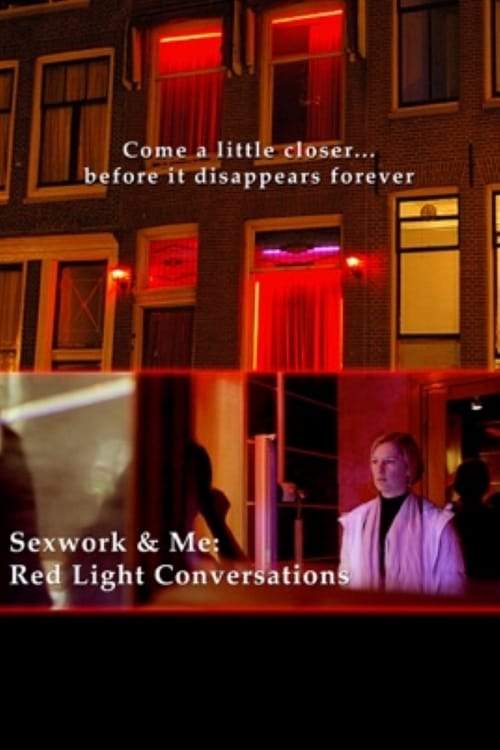 Come a little closer...
before it disappears forever
Sexwork & Me:
Red Light Conversations